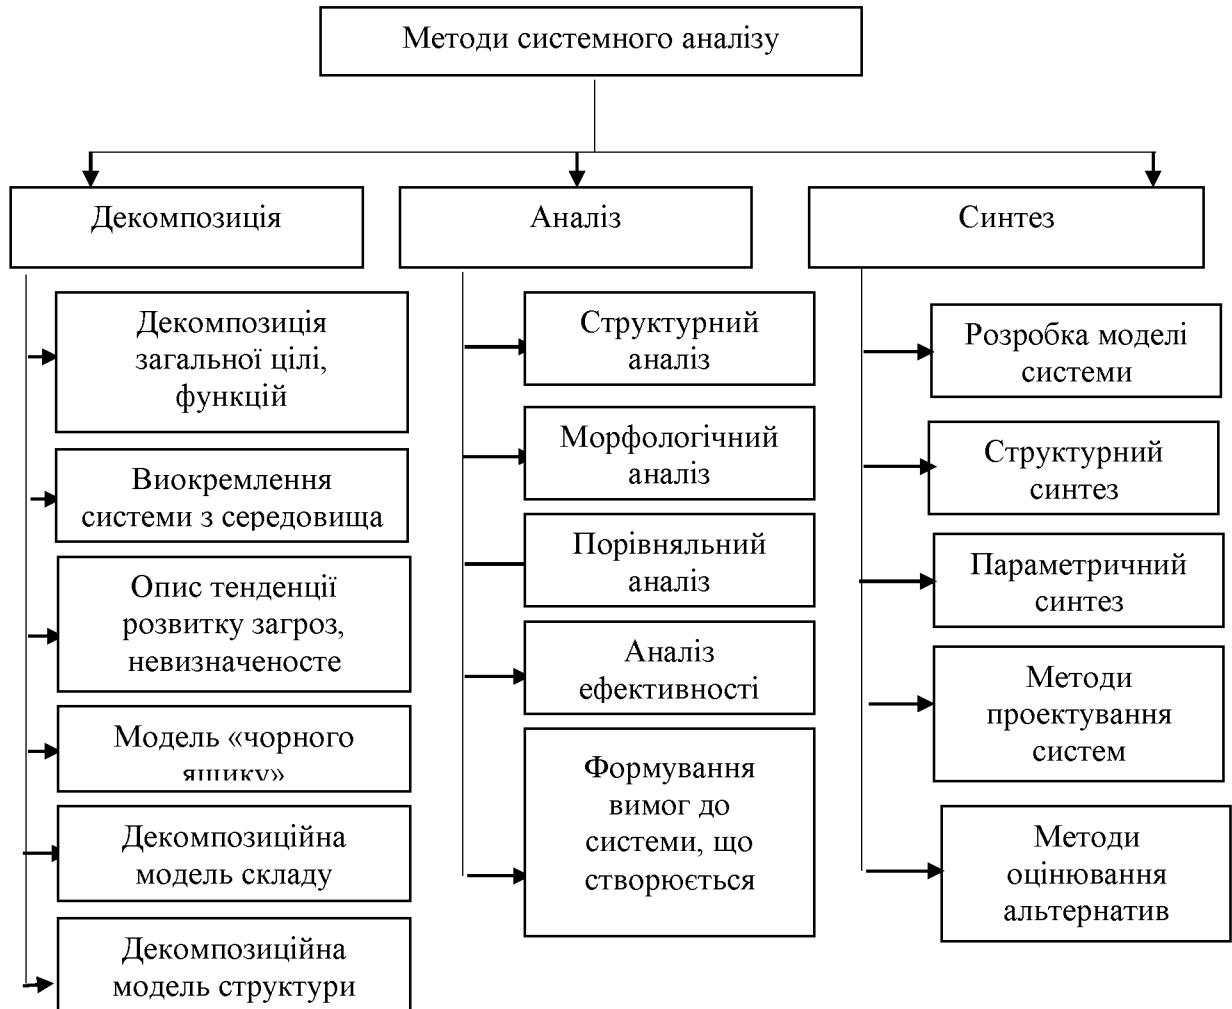 Методи системного аналізу
Декомпозиція
Аналіз
Синтез
Декомпозиція
загальної цілі,
функцій
Виокремлення
системи з середовища
Опис тенденції
розвитку загроз,
невизначеносте
Модель «чорного
ящику»
Декомпозиційна
модель складу
Декомпозиційна
модель структури
Структурний
аналіз
Морфологічний
аналіз
Порівняльний
аналіз
Аналіз
ефективності
Формування
вимог до
системи, що
створюється
Розробка моделі
системи
Структурний
синтез
Параметричний
синтез
Методи
проектування
систем
Методи
оцінювання
альтернатив